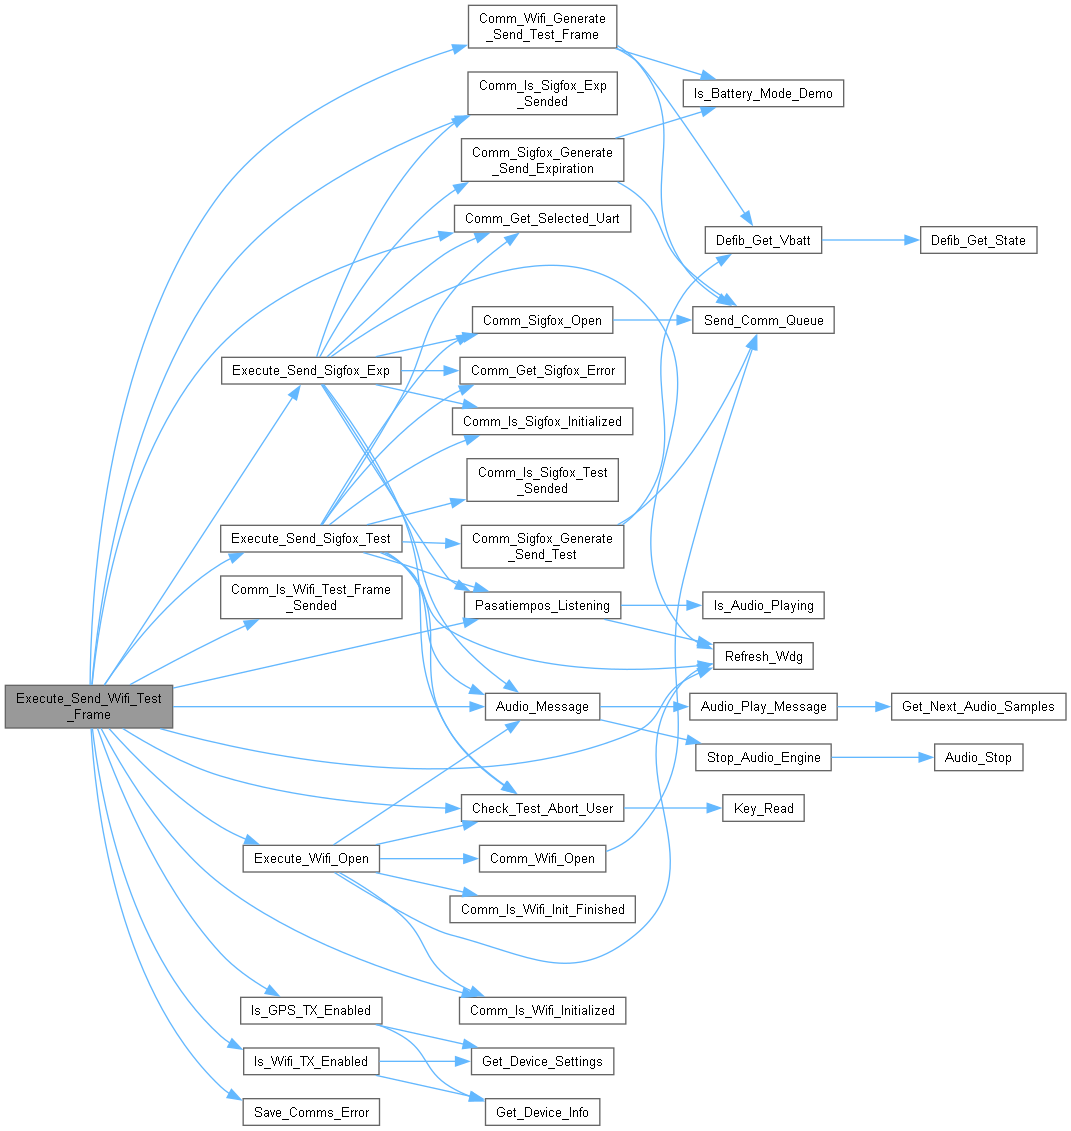 Comm_Wifi_Generate
_Send_Test_Frame
Comm_Is_Sigfox_Exp
_Sended
Is_Battery_Mode_Demo
Comm_Sigfox_Generate
_Send_Expiration
Comm_Get_Selected_Uart
Defib_Get_Vbatt
Defib_Get_State
Comm_Sigfox_Open
Send_Comm_Queue
Execute_Send_Sigfox_Exp
Comm_Get_Sigfox_Error
Comm_Is_Sigfox_Initialized
Comm_Is_Sigfox_Test
_Sended
Execute_Send_Sigfox_Test
Comm_Sigfox_Generate
_Send_Test
Comm_Is_Wifi_Test_Frame
_Sended
Pasatiempos_Listening
Is_Audio_Playing
Refresh_Wdg
Execute_Send_Wifi_Test
_Frame
Audio_Message
Audio_Play_Message
Get_Next_Audio_Samples
Stop_Audio_Engine
Audio_Stop
Check_Test_Abort_User
Key_Read
Execute_Wifi_Open
Comm_Wifi_Open
Comm_Is_Wifi_Init_Finished
Is_GPS_TX_Enabled
Comm_Is_Wifi_Initialized
Is_Wifi_TX_Enabled
Get_Device_Settings
Save_Comms_Error
Get_Device_Info